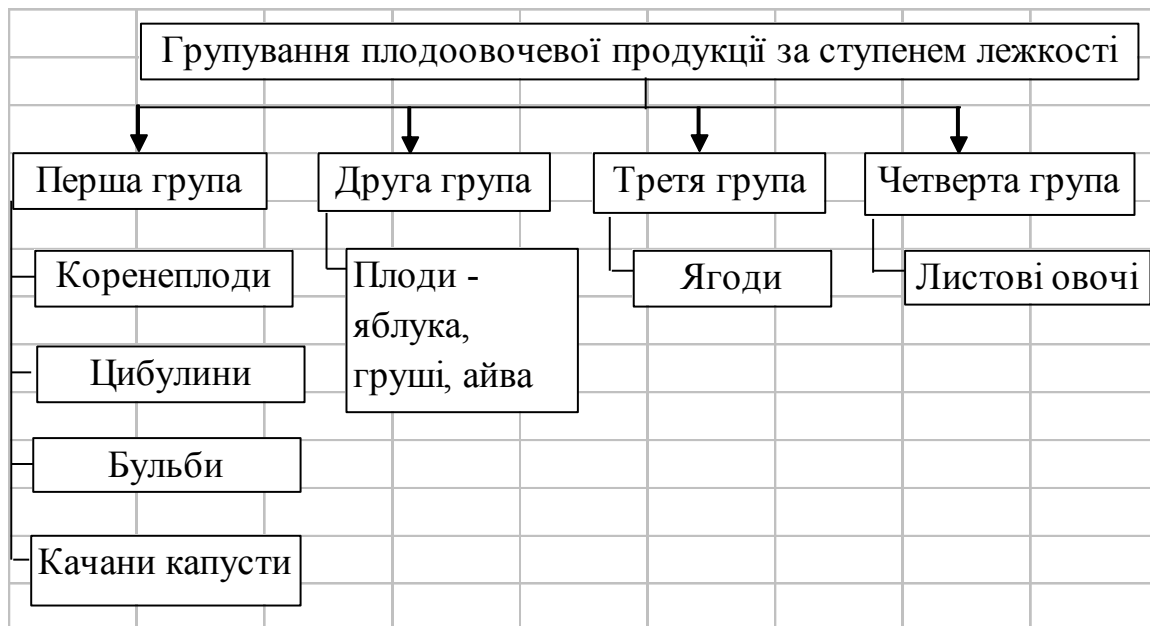 Групування плодоовочевої продукції за ступенем лежкості
Перша група
Друга група
Третя група
Четверта група
Коренеплоди
Цибулини
Бульби
Качани капусти
Плоди -
яблука,
груші, айва
Ягоди
Листові овочі